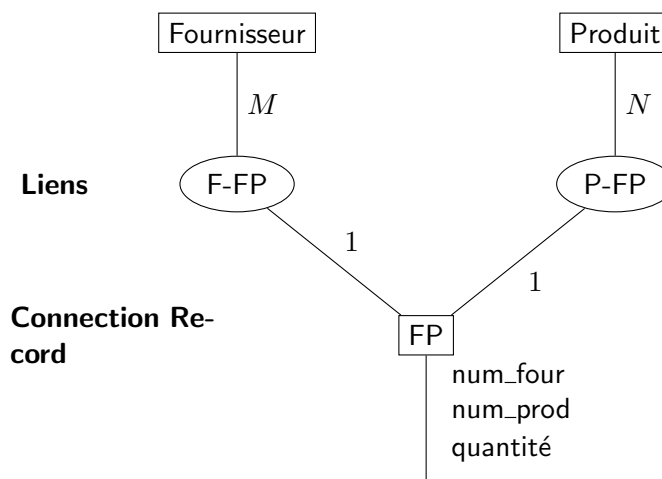 Fournisseur
Produit
M
N
Liens
F-FP
P-FP
1
1
Connection Re-
cord
FP
num_four
num_prod
quantité